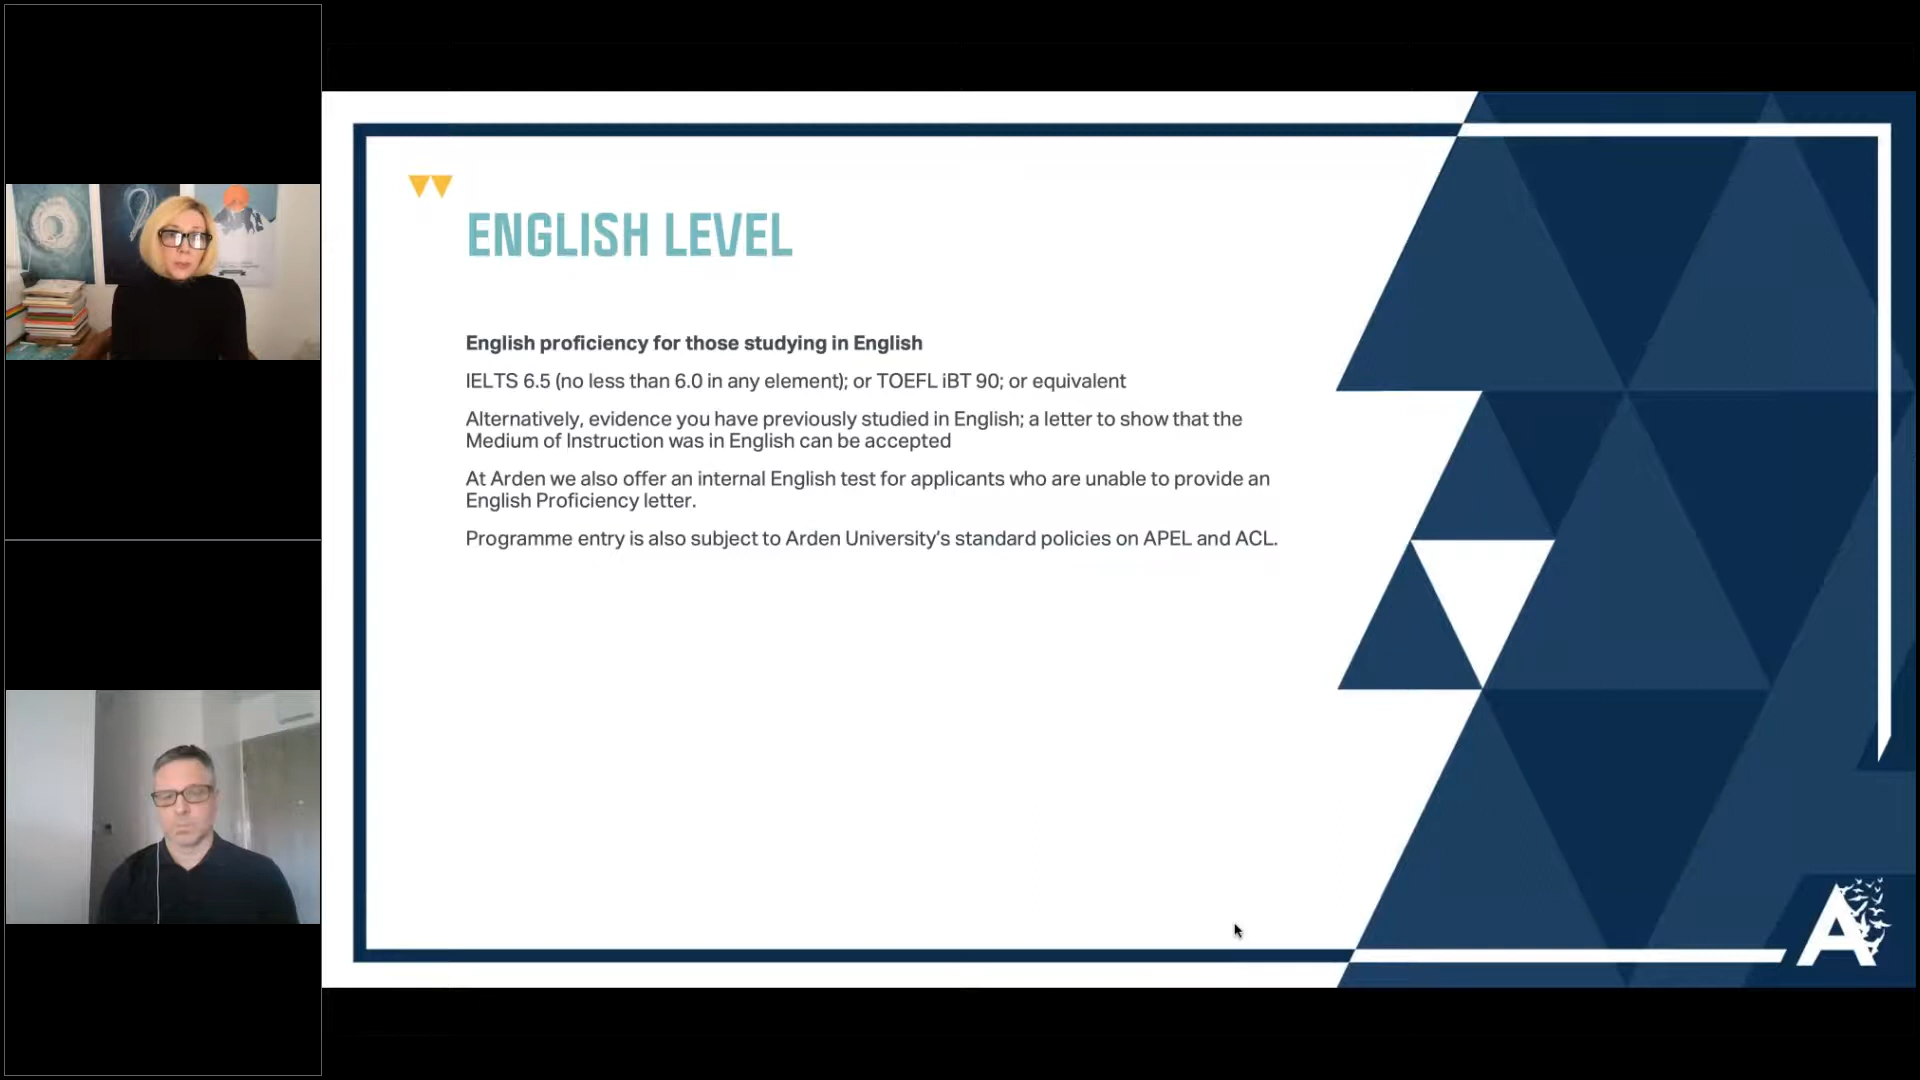 ENGLISH LEVEL
English proficiency for those studying in English
IELTS 6.5 (no less than 6.0 in any element); or TOEFL iBT 90; or equivalent
Alternatively, evidence you have previously studied in English; a letter to show that the
Medium of Instruction was in English can be accepted
At Arden we also offer an internal English test for applicants who are unable to provide an
English Proficiency letter.
Programme entry is also subject to Arden University’s standard policies on APEL and ACL.
A